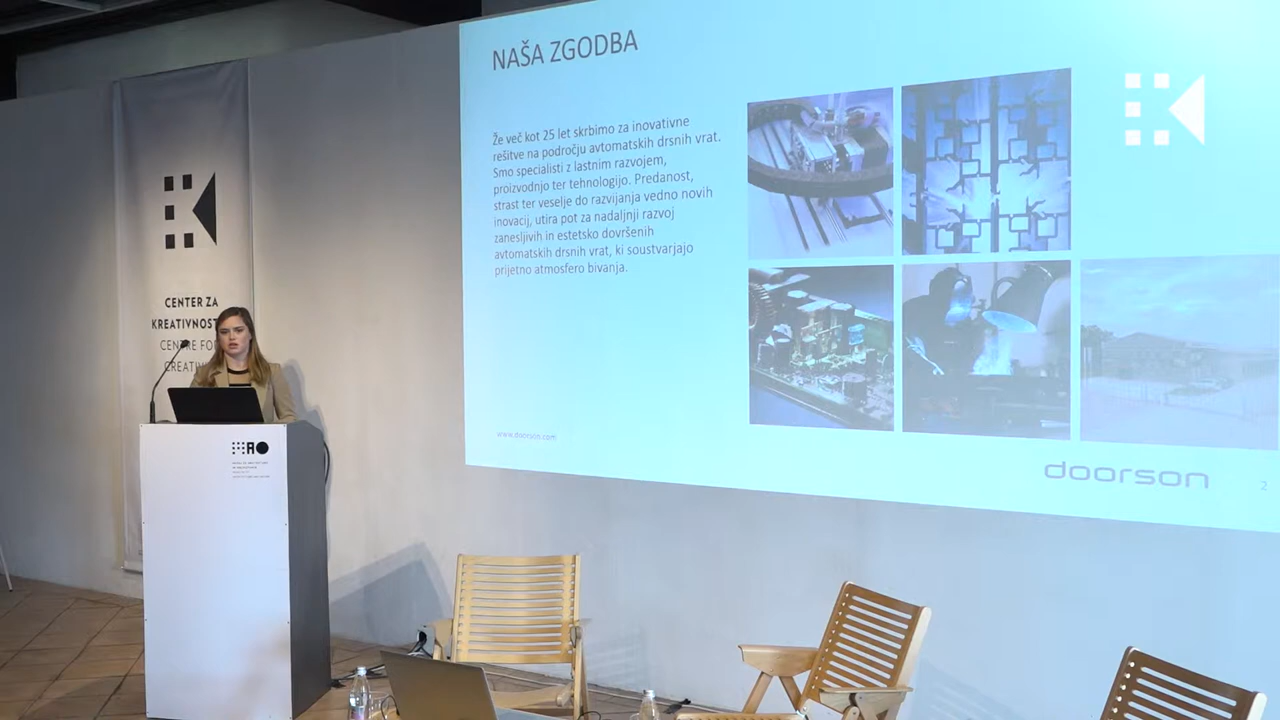 NAŠA ZGODBA
Že več kot 25 let skrbimo za inovativne
rešitve na področju avtomatskih drsnih vrat.
Smo specialisti z lastnim razvojem,
proizvodnjo ter tehnologijo. Predanost,
strast ter veselje do razvijanja vedno novih
inovacij, utira pot za nadaljnji razvoj
zanesljivih in estetsko dovršenih
avtomatskih drsnih vrat, ki soustvarjajo
prijetno atmosfero bivanja.
www.doorson.com
doorson
2
CENTER ZA
KREATIVNOST
CENTRE FOR